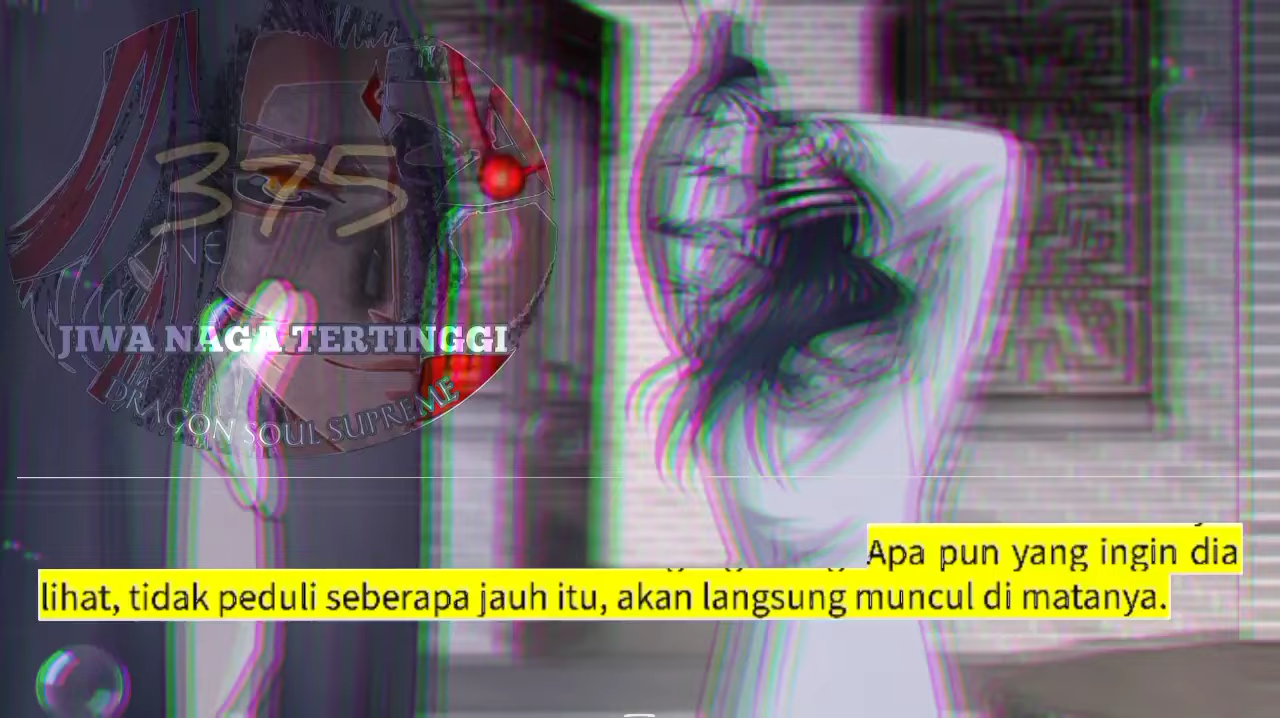 375
JIWA NAGA TERTINGGI
DRAGON SOUL SUPREME
Apa pun yang ingin dia
lihat, tidak peduli seberapa jauh itu, akan langsung muncul di matanya.